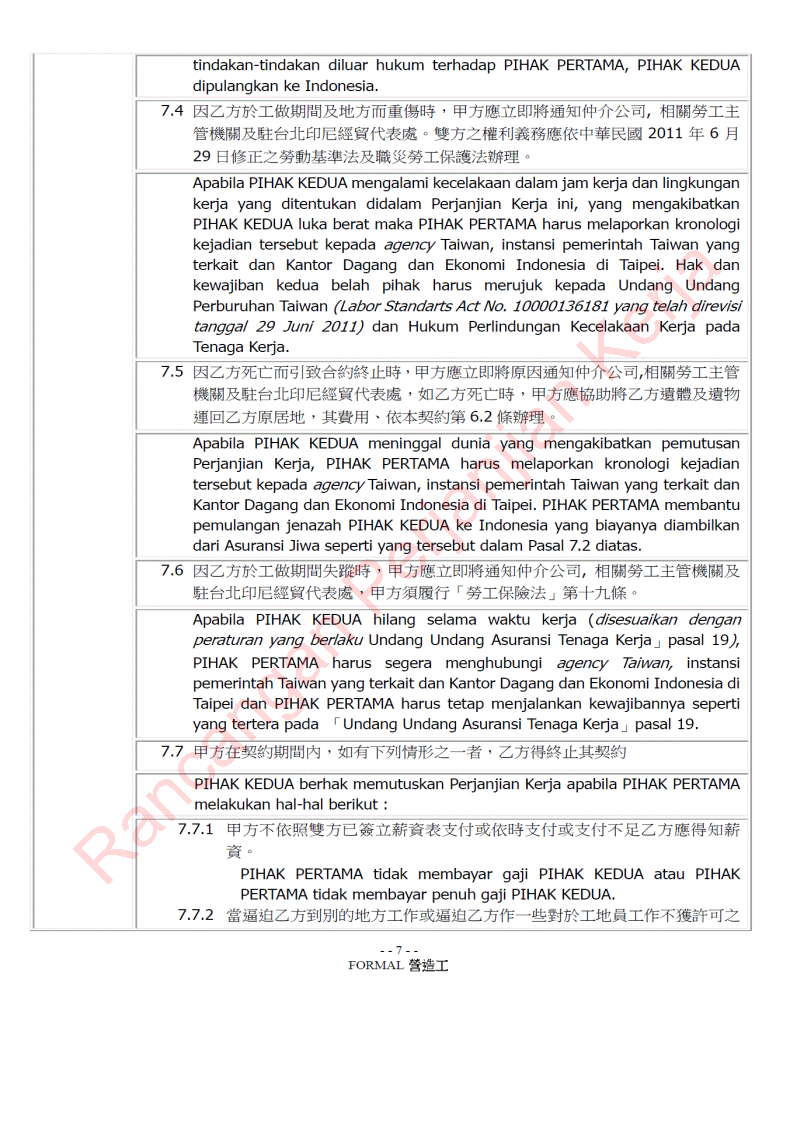 tindakan-tindakan diluar hukum terhadap PIHAK PERTAMA, PIHAK KEDUA
dipulangkan ke Indonesia.
7.4 因乙方於工做期間及地方而重傷時，甲方應立即將通知仲介公司, 相關勞工主
管機關及駐台北印尼經貿代表處。雙方之權利義務應依中華民國 2011 年 6 月
29 日修正之勞動基準法及職災勞工保護法辦理。
Apabila PIHAK KEDUA mengalami kecelakaan dalam jam kerja dan lingkungan
kerja yang ditentukan didalam Perjanjian Kerja ini, yang mengakibatkan
PIHAK KEDUA luka berat maka PIHAK PERTAMA harus melaporkan kronologi
kejadian tersebut kepada agency Taiwan, instansi pemerintah Taiwan yang
terkait dan Kantor Dagang dan Ekonomi Indonesia di Taipei. Hak dan
kewajiban kedua belah pihak harus merujuk kepada Undang Undang
Perburuhan Taiwan (Labor Standarts Act No. 10000136181 yang telah direvisi
tanggal 29 Juni 2011) dan Hukum Perlindungan Kecelakaan Kerja pada
Tenaga Kerja.
7.5 因乙方死亡而引致合約終止時，甲方應立即將原因通知仲介公司,相關勞工主管
機關及駐台北印尼經貿代表處，如乙方死亡時，甲方應協助將乙方遺體及遺物
運回乙方原居地，其費用、依本契約第 6.2 條辦理。
Apabila PIHAK KEDUA meninggal dunia yang mengakibatkan pemutusan
Perjanjian Kerja, PIHAK PERTAMA harus melaporkan kronologi kejadian
tersebut kepada agency Taiwan, instansi pemerintah Taiwan yang terkait dan
Kantor Dagang dan Ekonomi Indonesia di Taipei. PIHAK PERTAMA membantu
pemulangan jenazah PIHAK KEDUA ke Indonesia yang biayanya diambilkan
dari Asuransi Jiwa seperti yang tersebut dalam Pasal 7.2 diatas.
7.6 因乙方於工做期間失蹤時，甲方應立即將通知仲介公司, 相關勞工主管機關及
駐台北印尼經貿代表處，甲方須履行「勞工保險法」第十九條。
Apabila PIHAK KEDUA hilang selama waktu kerja (disesuaikan dengan
peraturan yang berlaku Undang Undang Asuransi Tenaga Kerja」pasal 19),
PIHAK PERTAMA harus segera menghubungi agency Taiwan, instansi
pemerintah Taiwan yang terkait dan Kantor Dagang dan Ekonomi Indonesia di
Taipei dan PIHAK PERTAMA harus tetap menjalankan kewajibannya seperti
yang tertera pada 「Undang Undang Asuransi Tenaga Kerja」pasal 19.
7.7 甲方在契約期間內，如有下列情形之一者，乙方得終止其契約
PIHAK KEDUA berhak memutuskan Perjanjian Kerja apabila PIHAK PERTAMA
melakukan hal-hal berikut :
7.7.1 甲方不依照雙方已簽立薪資表支付或依時支付或支付不足乙方應得知薪
資。
PIHAK PERTAMA tidak membayar gaji PIHAK KEDUA atau PIHAK
PERTAMA tidak membayar penuh gaji PIHAK KEDUA.
7.7.2 當逼迫乙方到別的地方工作或逼迫乙方作一些對於工地員工作不獲許可之
Rancangan Perjanjian Kerja
- - 7 - -
FORMAL 營造工